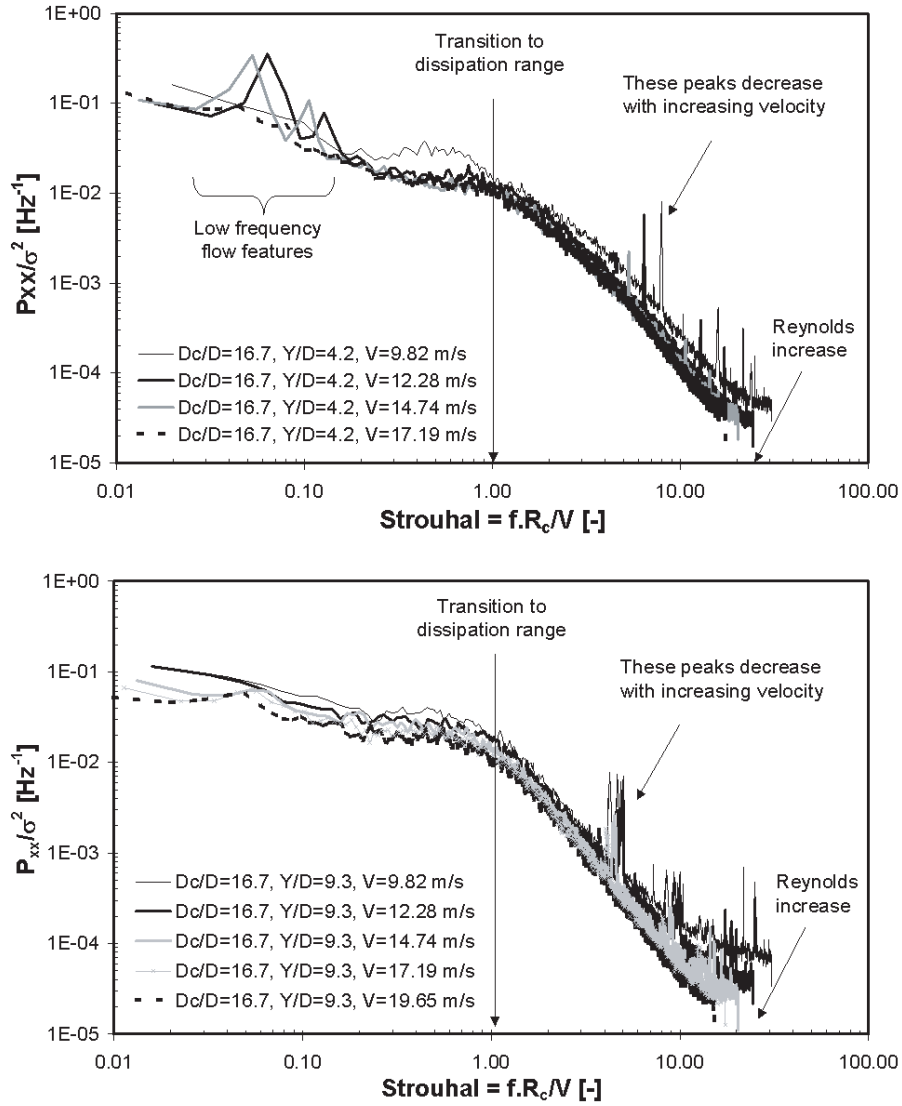 1E+00
1E-01
1E-02
1E-03
1E-04
1E-05
Pxx/σ² [Hz⁻¹]
Transition to
dissipation range
These peaks decrease
with increasing velocity
Low frequency
flow features
Reynolds
increase
Dc/D=16.7, Y/D=4.2, V=9.82 m/s
Dc/D=16.7, Y/D=4.2, V=12.28 m/s
Dc/D=16.7, Y/D=4.2, V=14.74 m/s
Dc/D=16.7, Y/D=4.2, V=17.19 m/s
0.01 0.10 1.00 10.00 100.00
Strouhal = f.Rc/V [-]
1E+00
1E-01
1E-02
1E-03
1E-04
1E-05
Pxx/σ² [Hz⁻¹]
Transition to
dissipation range
These peaks decrease
with increasing velocity
Reynolds
increase
Dc/D=16.7, Y/D=9.3, V=9.82 m/s
Dc/D=16.7, Y/D=9.3, V=12.28 m/s
Dc/D=16.7, Y/D=9.3, V=14.74 m/s
Dc/D=16.7, Y/D=9.3, V=17.19 m/s
Dc/D=16.7, Y/D=9.3, V=19.65 m/s
0.01 0.10 1.00 10.00 100.00
Strouhal = f.Rc/V [-]